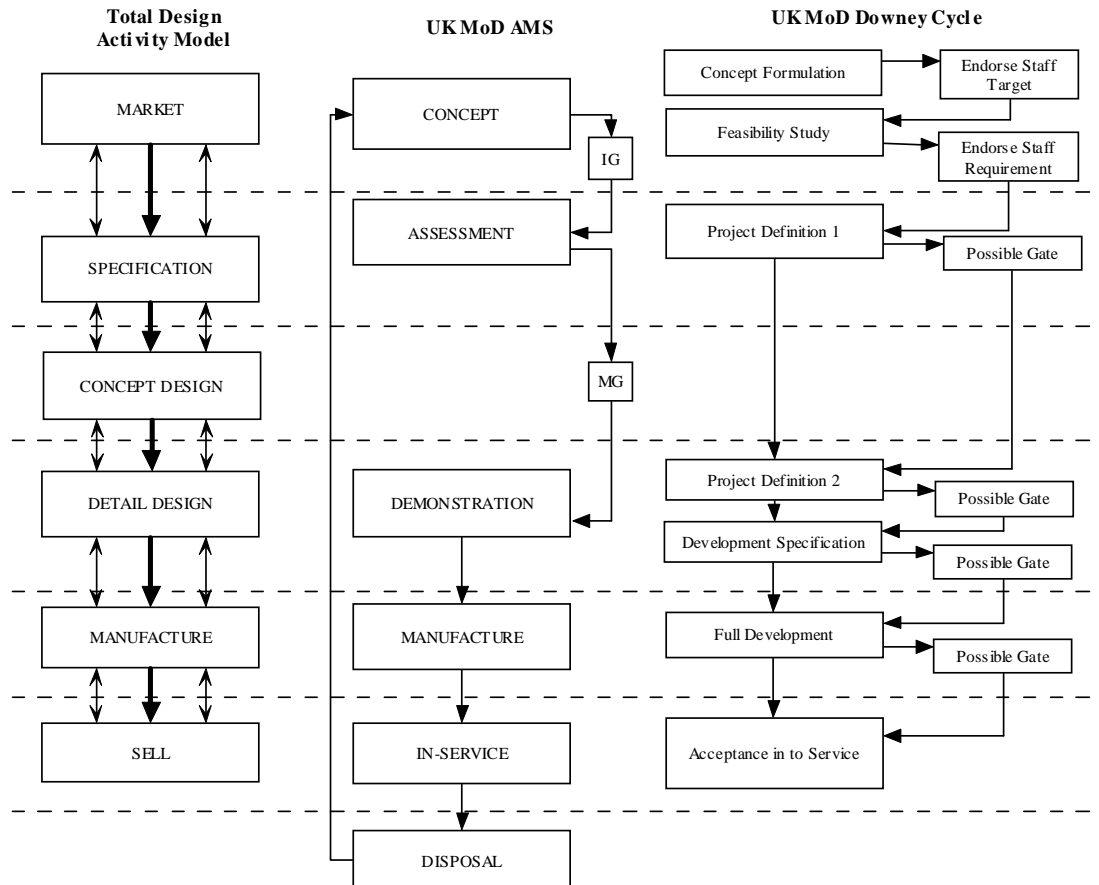 Total Design
Activity Model
MARKET
SPECIFICATION
CONCEPT DESIGN
DETAIL DESIGN
MANUFACTURE
SELL
UK MoD AMS
CONCEPT
IG
ASSESSMENT
MG
DEMONSTRATION
MANUFACTURE
IN-SERVICE
DISPOSAL
UK MoD Downey Cycle
Concept Formulation
Endorse Staff
Target
Feasibility Study
Endorse Staff
Requirement
Project Definition 1
Possible Gate
Project Definition 2
Possible Gate
Development Specification
Possible Gate
Full Development
Possible Gate
Acceptance in to Service